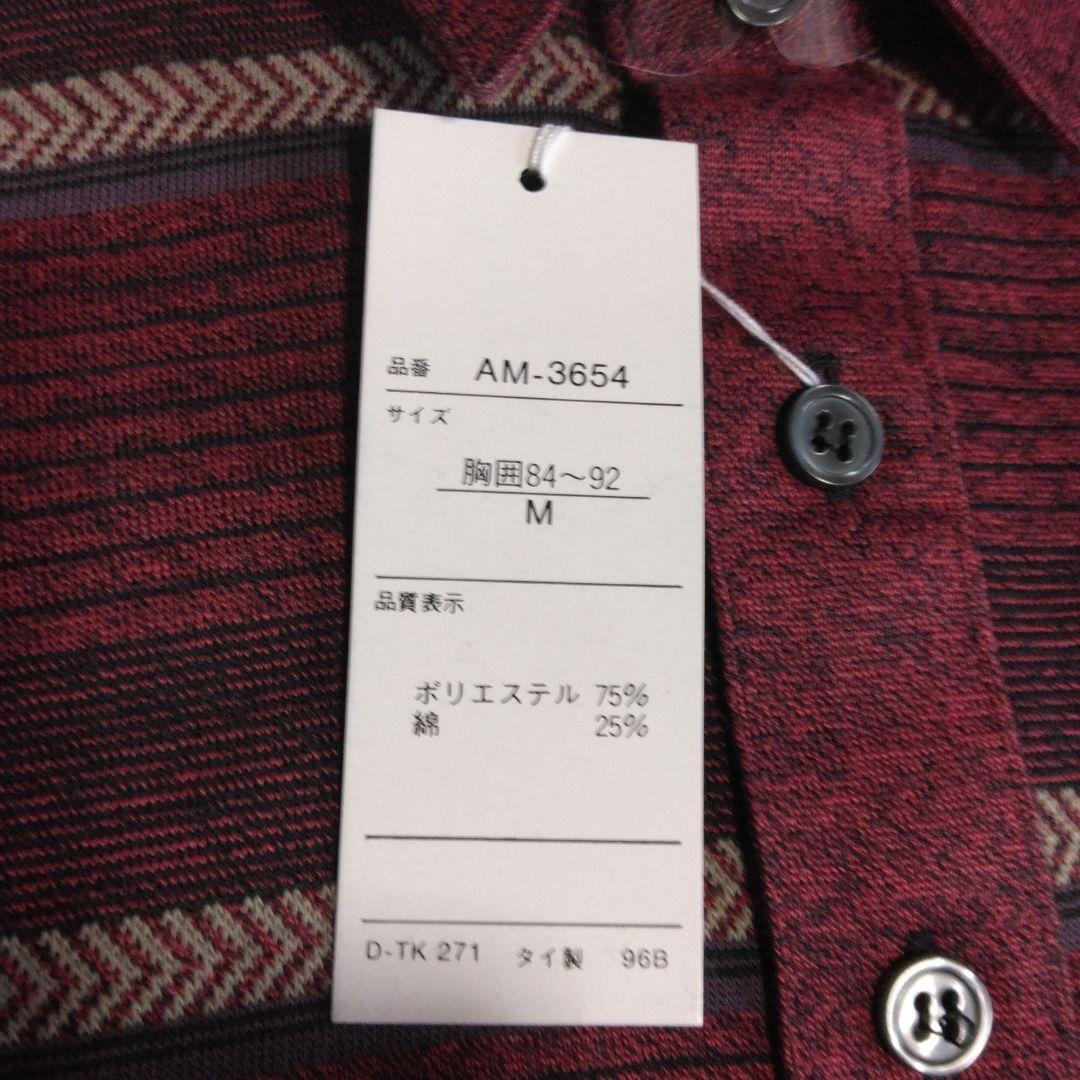 品番 AM-3654
サイズ
胸囲84～92
M
品質表示
ポリエステル 75%
綿 25%
D-TK 271 タイ製 96B